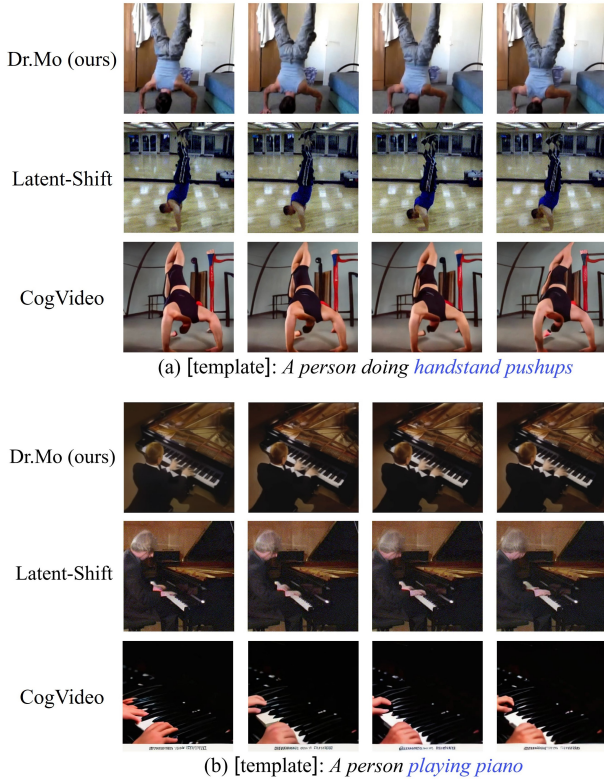 Dr.Mo (ours)
Latent-Shift
CogVideo
(a) [template]: A person doing handstand pushups
Dr.Mo (ours)
Latent-Shift
CogVideo
(b) [template]: A person playing piano